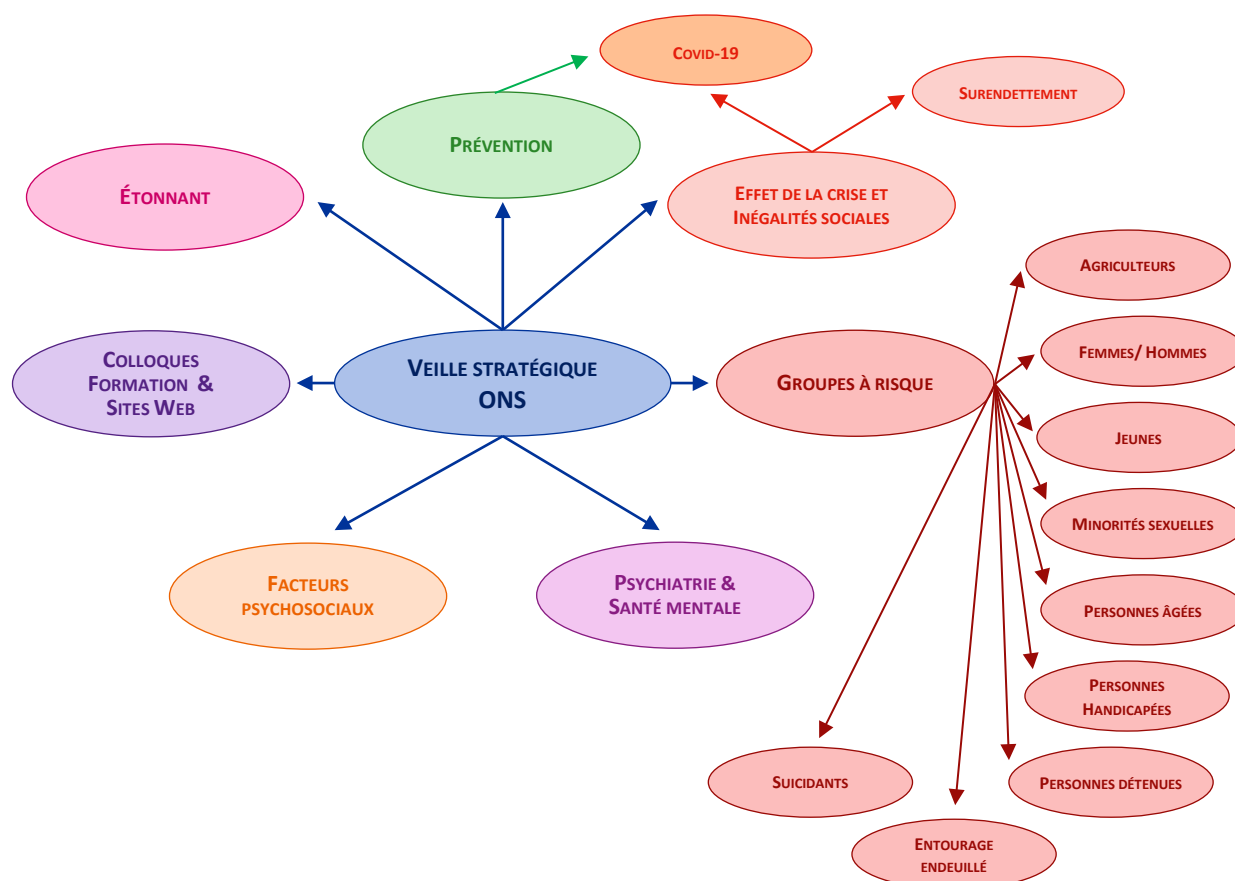 Covid-19
Surendettement
Prévention
Étonnant
Effet de la crise et
Inégalités sociales
Agriculteurs
Femmes/ Hommes
Colloques
Formation &
Sites Web
Veille stratégique
ONS
Groupes à risque
Jeunes
Minorités sexuelles
Facteurs
psychosociaux
Psychiatrie &
Santé mentale
Personnes âgées
Personnes
Handicapées
Suicidants
Personnes détenues
Entourage
endeuillé